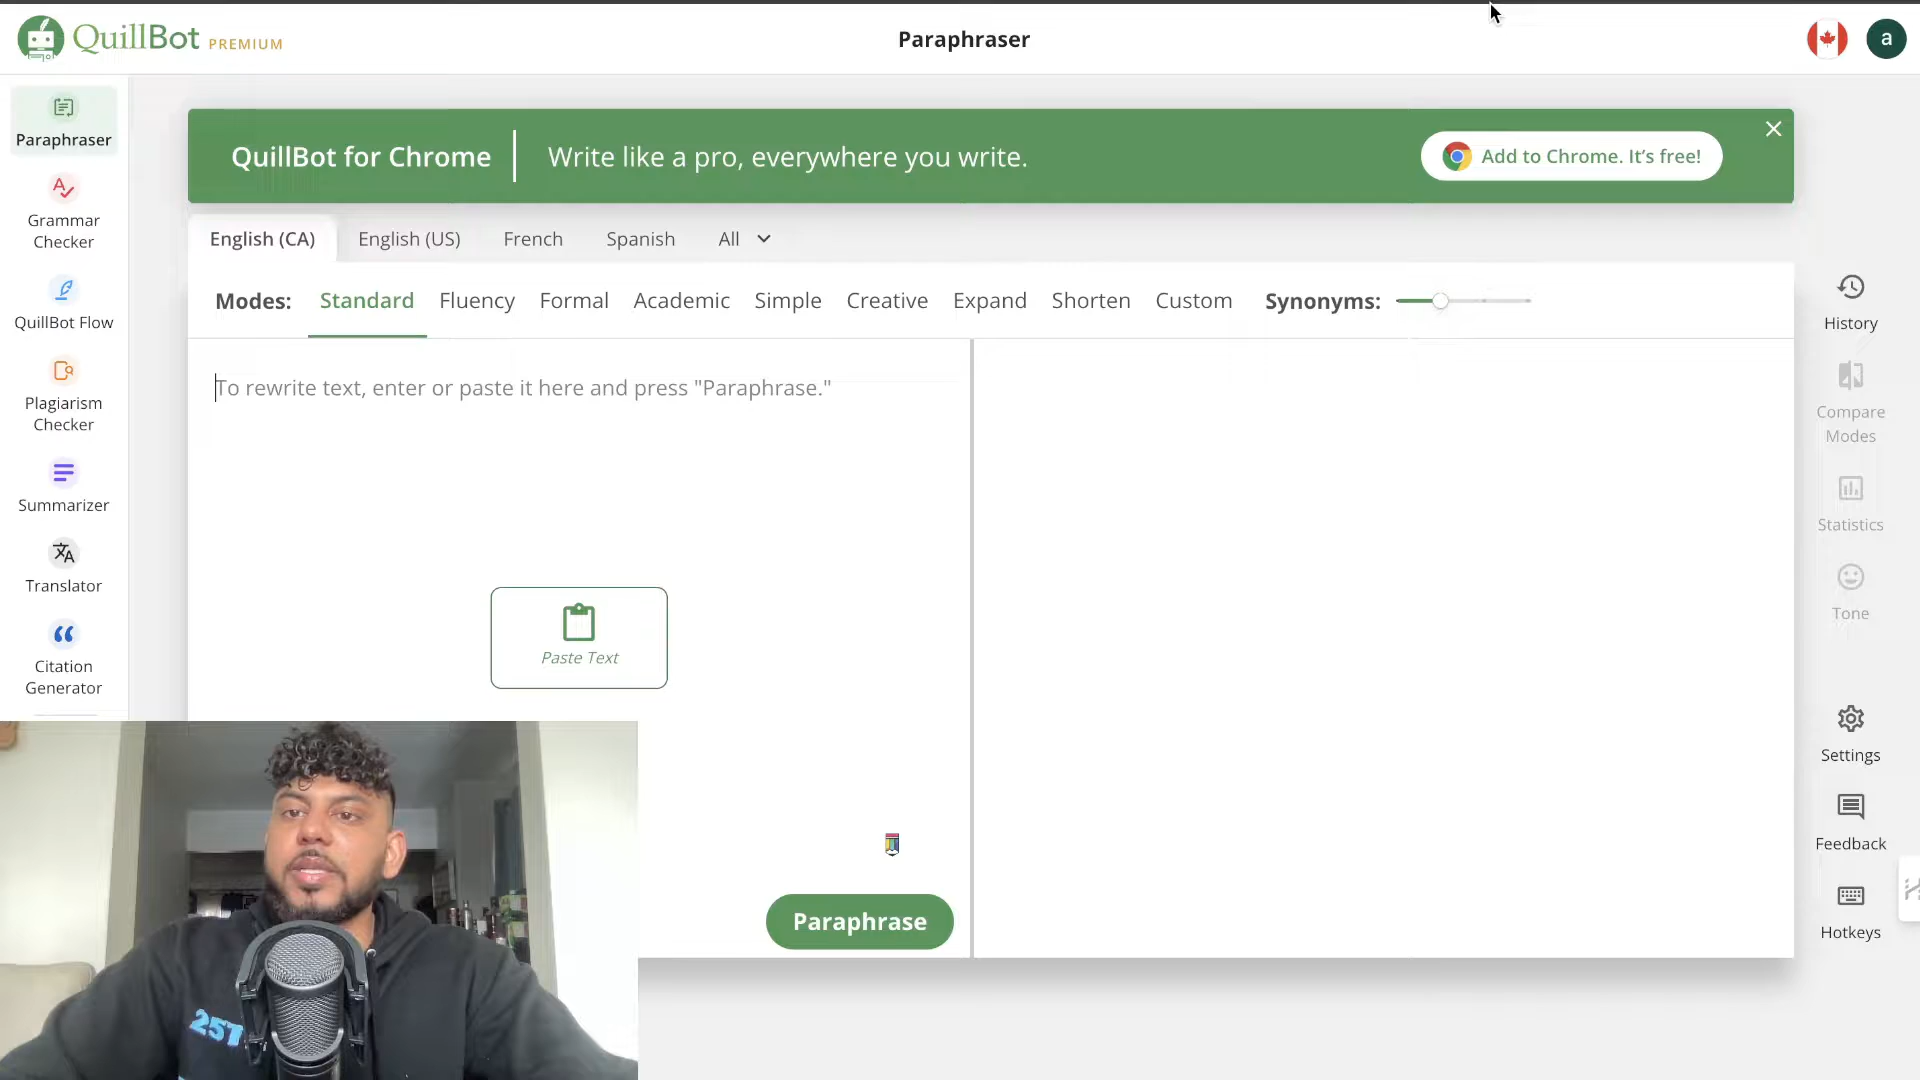 QuillBot PREMIUM
Paraphraser
a
Paraphraser
Grammar
Checker
QuillBot Flow
Plagiarism
Checker
Summarizer
Translator
Citation
Generator
QuillBot for Chrome
Write like a pro, everywhere you write.
Add to Chrome. It’s free!
English (CA) English (US) French Spanish All
Modes: Standard Fluency Formal Academic Simple Creative Expand Shorten Custom Synonyms:
To rewrite text, enter or paste it here and press "Paraphrase."
Paste Text
Paraphrase
History
Compare
Modes
Statistics
Tone
Settings
Feedback
Hotkeys
25T